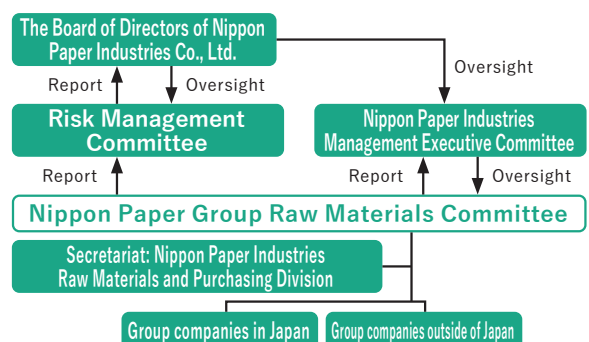 The Board of Directors of Nippon
Paper Industries Co., Ltd.
Report
Oversight
Oversight
Risk Management
Committee
Nippon Paper Industries
Management Executive Committee
Report
Report
Oversight
Nippon Paper Group Raw Materials Committee
Secretariat: Nippon Paper Industries
Raw Materials and Purchasing Division
Group companies in Japan
Group companies outside of Japan